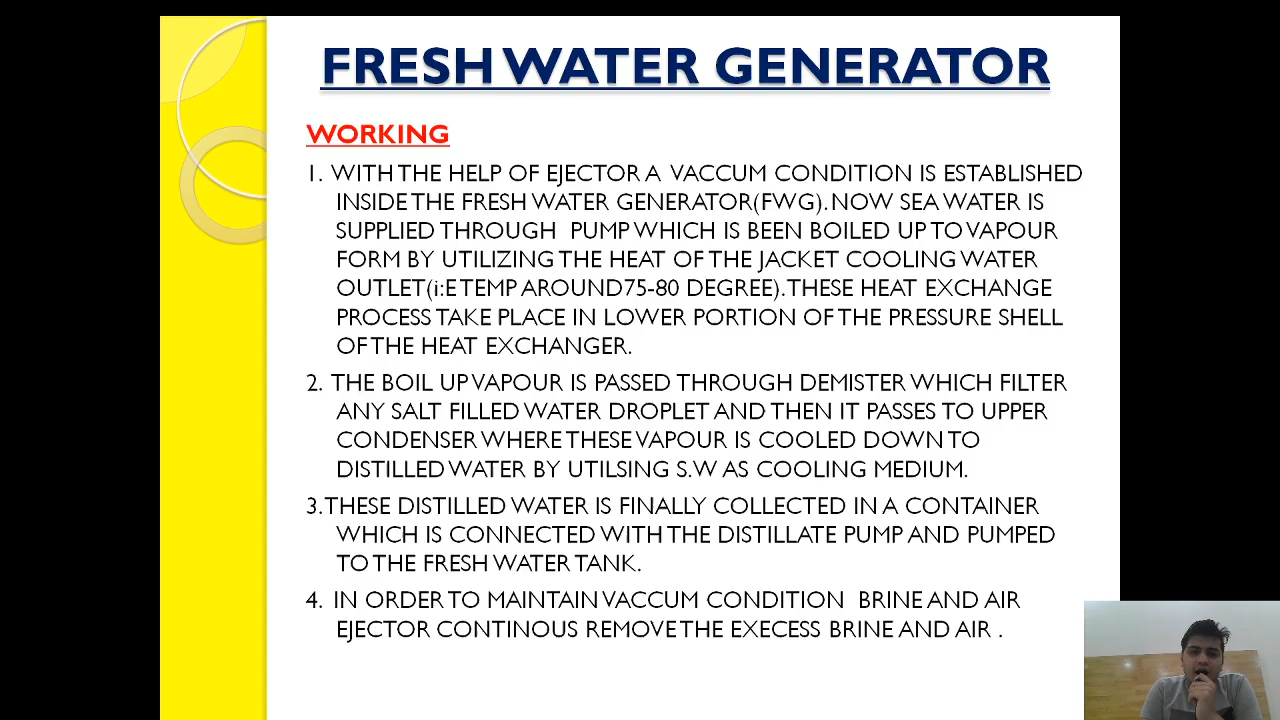 FRESH WATER GENERATOR
WORKING
1. WITH THE HELP OF EJECTOR A VACCUM CONDITION IS ESTABLISHED
INSIDE THE FRESH WATER GENERATOR(FWG). NOW SEA WATER IS
SUPPLIED THROUGH PUMP WHICH IS BEEN BOILED UP TO VAPOUR
FORM BY UTILIZING THE HEAT OF THE JACKET COOLING WATER
OUTLET(i:E TEMP AROUND75-80 DEGREE).THESE HEAT EXCHANGE
PROCESS TAKE PLACE IN LOWER PORTION OF THE PRESSURE SHELL
OF THE HEAT EXCHANGER.
2. THE BOIL UP VAPOUR IS PASSED THROUGH DEMISTER WHICH FILTER
ANY SALT FILLED WATER DROPLET AND THEN IT PASSES TO UPPER
CONDENSER WHERE THESE VAPOUR IS COOLED DOWN TO
DISTILLED WATER BY UTILSING S.W AS COOLING MEDIUM.
3.THESE DISTILLED WATER IS FINALLY COLLECTED IN A CONTAINER
WHICH IS CONNECTED WITH THE DISTILLATE PUMP AND PUMPED
TO THE FRESH WATER TANK.
4. IN ORDER TO MAINTAIN VACCUM CONDITION BRINE AND AIR
EJECTOR CONTINOUS REMOVE THE EXECESS BRINE AND AIR .